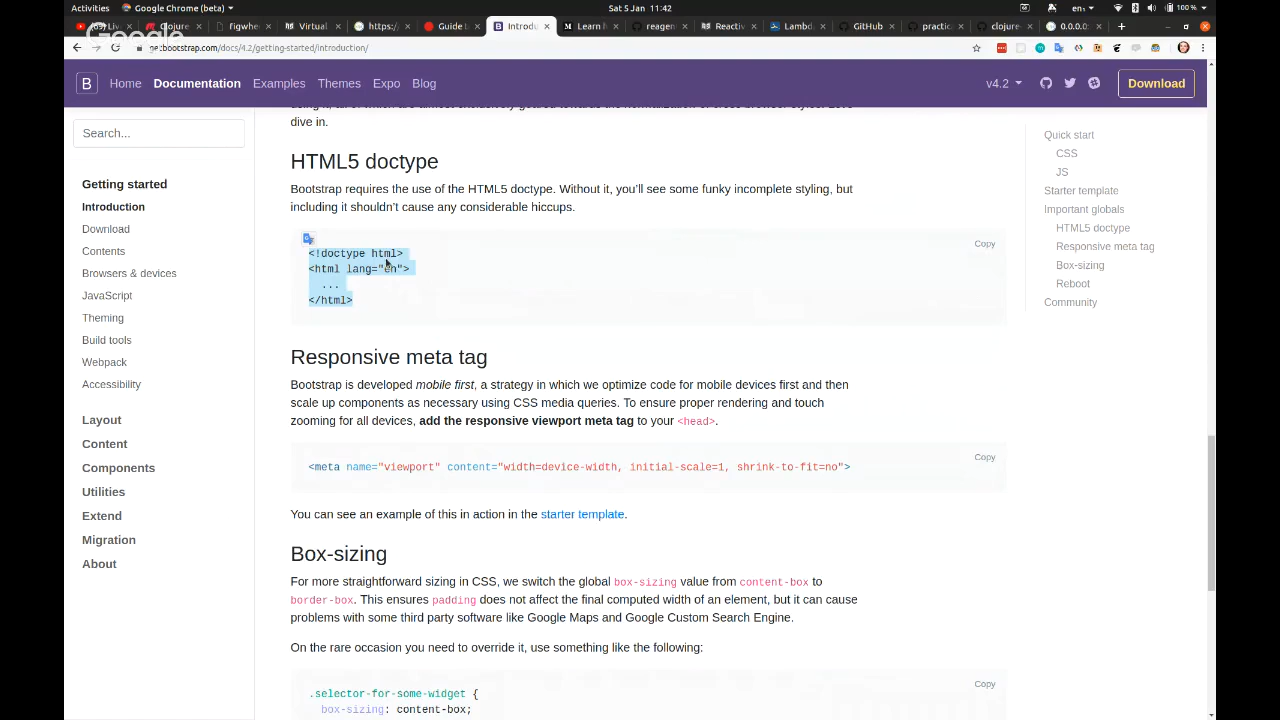 Activities
Google Chrome (beta)
Sat 5 Jan 11:42
en
100 %
Live
Clojure
figwhe
Virtual
https:/
Guide t
Introdu
Learn h
reagen
Reactiv
Lambd
GitHub
practic
clojure
0.0.0.0:
Google
getbootstrap.com/docs/4.2/getting-started/introduction/
B
Home
Documentation
Examples
Themes
Expo
Blog
v4.2
Download
Search...
Getting started
Introduction
Download
Contents
Browsers & devices
JavaScript
Theming
Build tools
Webpack
Accessibility
Layout
Content
Components
Utilities
Extend
Migration
About
dive in.
HTML5 doctype
Bootstrap requires the use of the HTML5 doctype. Without it, you’ll see some funky incomplete styling, but
including it shouldn’t cause any considerable hiccups.
Copy
<!doctype html>
<html lang="en">
...
</html>
Responsive meta tag
Bootstrap is developed mobile first, a strategy in which we optimize code for mobile devices first and then
scale up components as necessary using CSS media queries. To ensure proper rendering and touch
zooming for all devices, add the responsive viewport meta tag to your <head>.
Copy
<meta name="viewport" content="width=device-width, initial-scale=1, shrink-to-fit=no">
You can see an example of this in action in the starter template.
Box-sizing
For more straightforward sizing in CSS, we switch the global box-sizing value from content-box to
border-box. This ensures padding does not affect the final computed width of an element, but it can cause
problems with some third party software like Google Maps and Google Custom Search Engine.
On the rare occasion you need to override it, use something like the following:
Copy
.selector-for-some-widget {
box-sizing: content-box;
Quick start
CSS
JS
Starter template
Important globals
HTML5 doctype
Responsive meta tag
Box-sizing
Reboot
Community